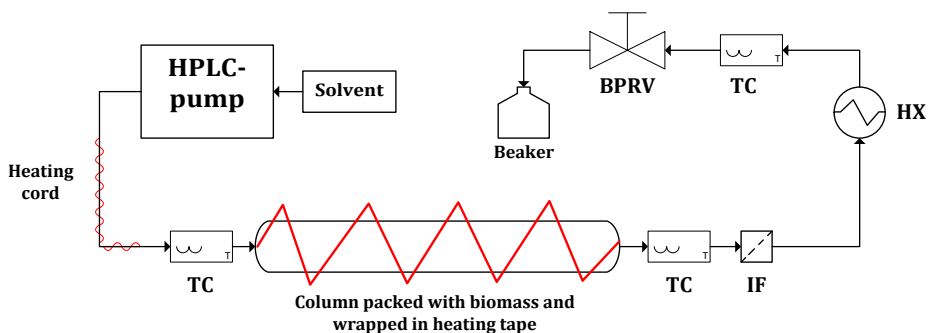 HPLC-
pump
Solvent
Heating
cord
T
TC
Column packed with biomass and
wrapped in heating tape
T
TC
IF
HX
T
TC
BPRV
Beaker